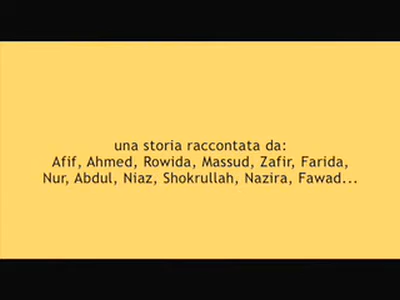 una storia raccontata da:
Afif, Ahmed, Rowida, Massud, Zafir, Farida,
Nur, Abdul, Niaz, Shokrullah, Nazira, Fawad...